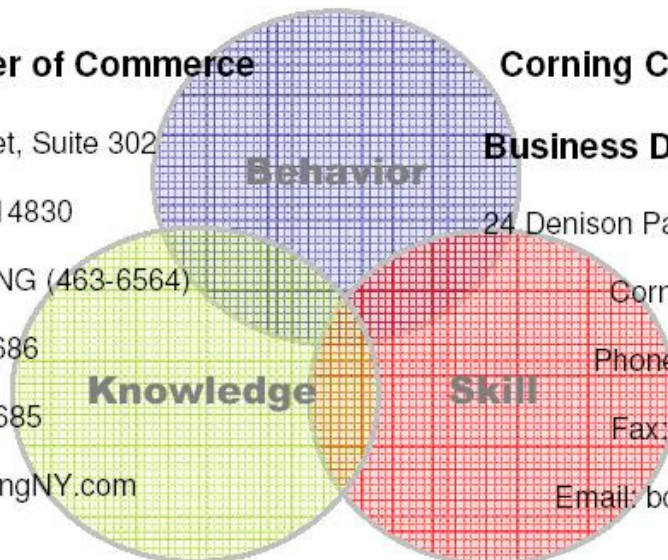 er of Commerce
et, Suite 302
14830
NG (463-6564)
686
685
ngNY.com
Corning C
Business D
24 Denison Pa
Corn
Phone
Fax:
Email: bo
Behavior
Knowledge
Skill